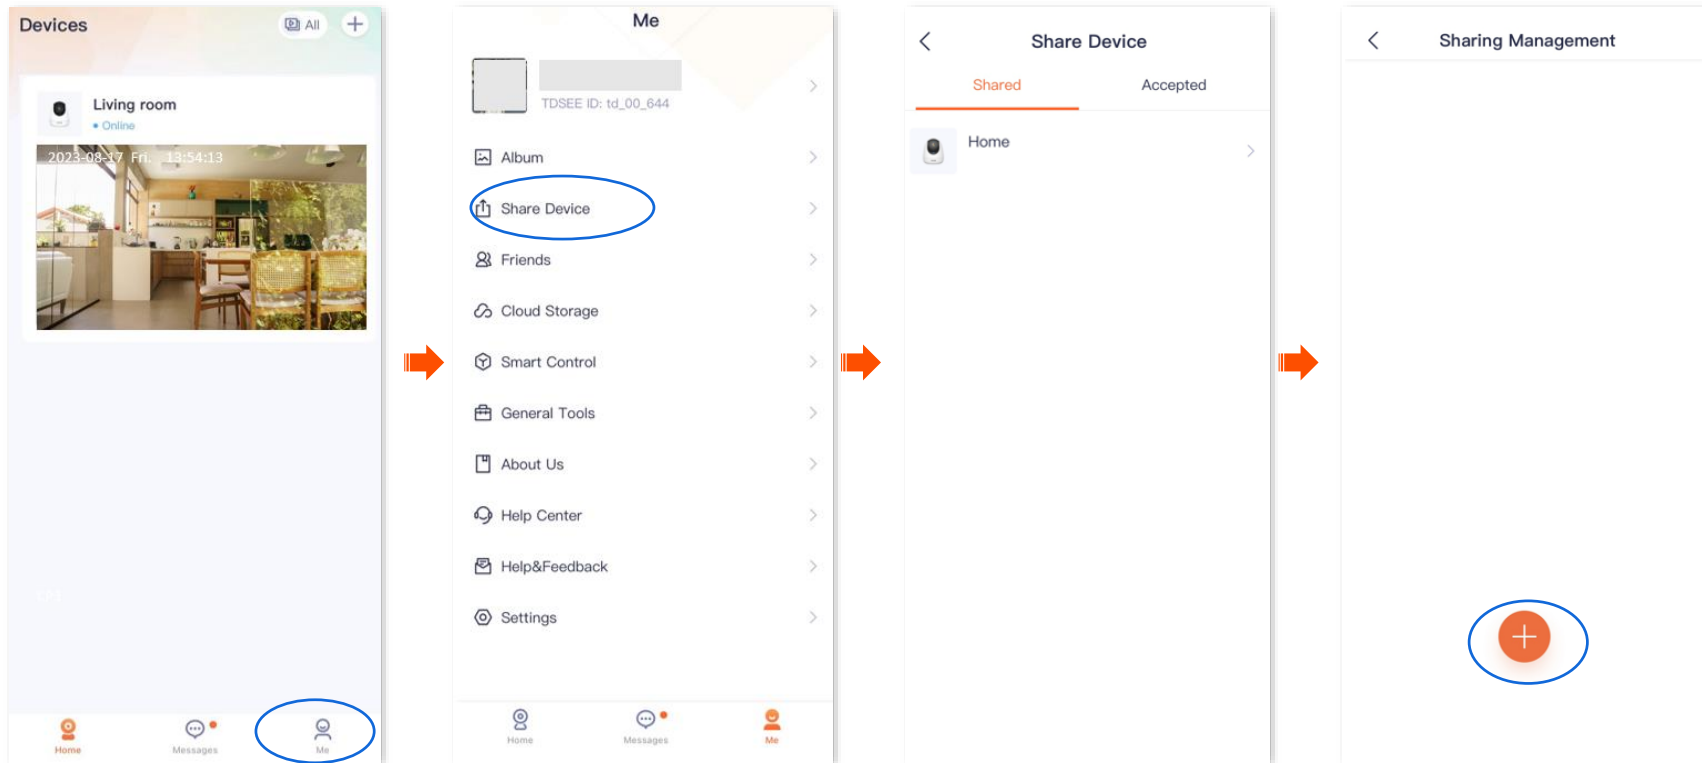 Devices
All
Living room
Online
2023-08-17 Fri. 13:54:13
CPT
Home
Messages
Me
Me
TDSEE ID: td_00_644
Album
Share Device
Friends
Cloud Storage
Smart Control
General Tools
About Us
Help Center
Help&Feedback
Settings
Home
Messages
Me
Share Device
Shared
Accepted
Home
Sharing Management